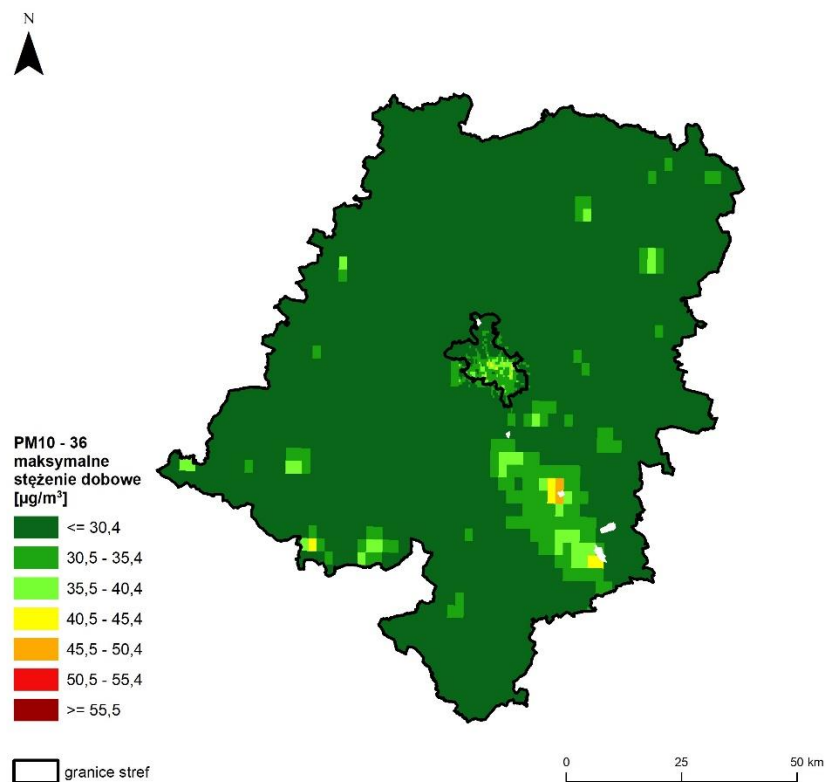 N
PM10 - 36
maksymalne
stężenie dobowe
[µg/m³]
<= 30,4
30,5 - 35,4
35,5 - 40,4
40,5 - 45,4
45,5 - 50,4
50,5 - 55,4
>= 55,5
granice stref
0 25 50 km